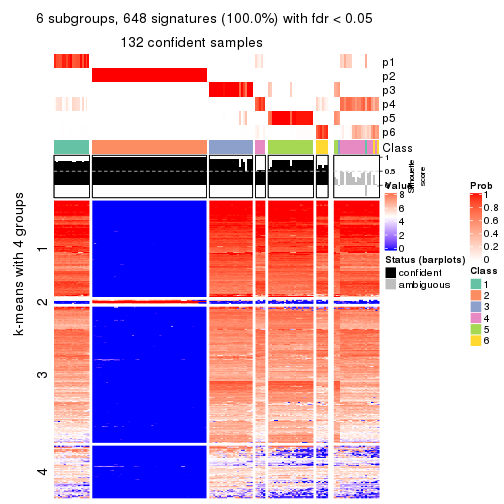 6 subgroups, 648 signatures (100.0%) with fdr < 0.05
132 confident samples
p1
p2
p3
p4
p5
p6
Class
1
0.5
0
Silhouette
score
k-means with 4 groups
1
2
3
4
Value
8
6
4
2
0
Status (barplots)
confident
ambiguous
Prob
1
0.8
0.6
0.4
0.2
0
Class
1
2
3
4
5
6